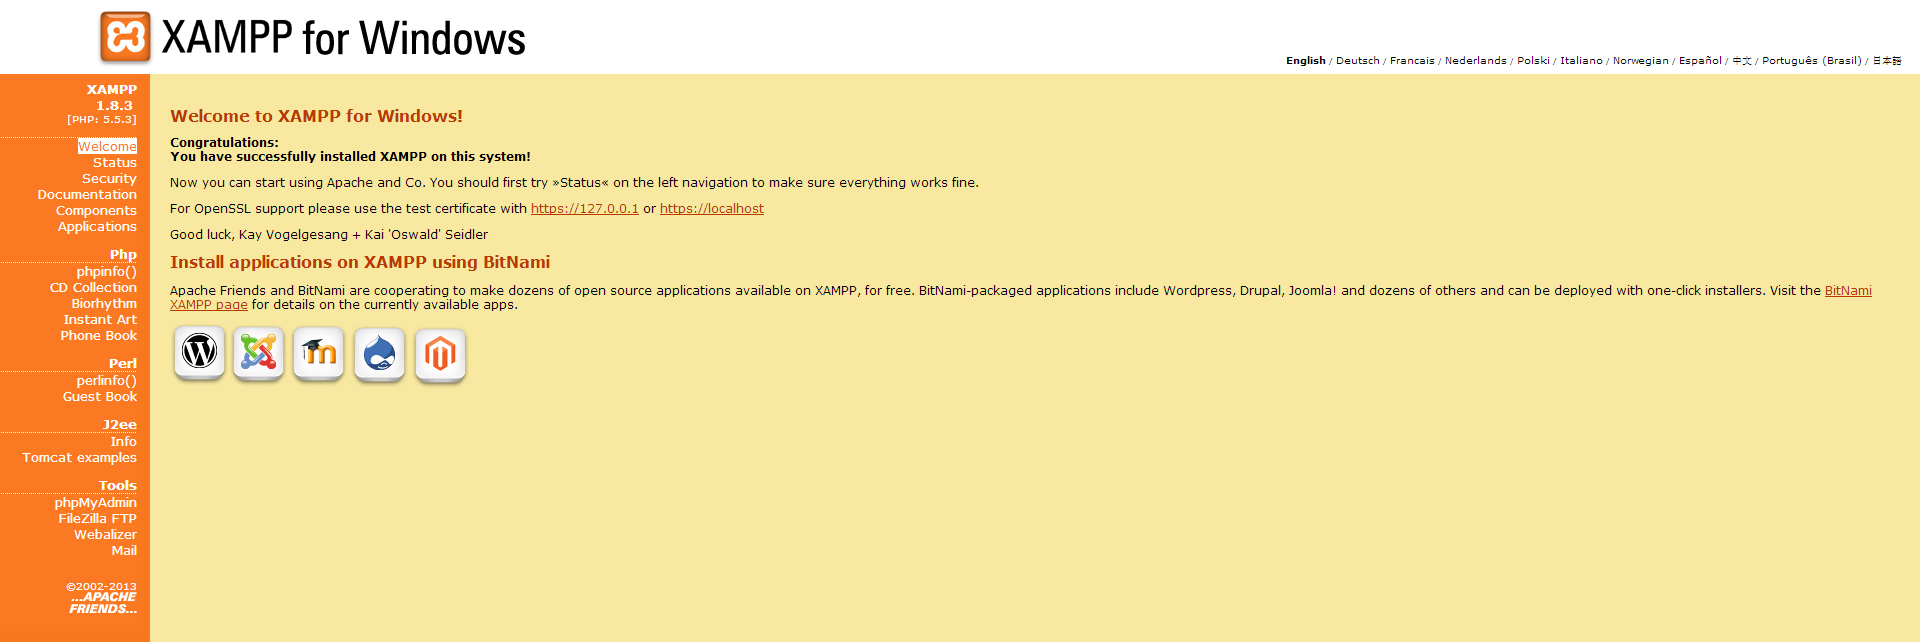 XAMPP for Windows
English / Deutsch / Francais / Nederlands / Polski / Italiano / Norwegian / Español / 中文 / Português (Brasil) / 日本語
XAMPP
1.8.3
[PHP: 5.5.3]
Welcome
Status
Security
Documentation
Components
Applications
Php
phpinfo()
CD Collection
Biorhythm
Instant Art
Phone Book
Perl
perlinfo()
Guest Book
J2ee
Info
Tomcat examples
Tools
phpMyAdmin
FileZilla FTP
Webalizer
Mail
©2002-2013
...APACHE
FRIENDS...
Welcome to XAMPP for Windows!
Congratulations:
You have successfully installed XAMPP on this system!
Now you can start using Apache and Co. You should first try »Status« on the left navigation to make sure everything works fine.
For OpenSSL support please use the test certificate with https://127.0.0.1 or https://localhost
Good luck, Kay Vogelgesang + Kai 'Oswald' Seidler
Install applications on XAMPP using BitNami
Apache Friends and BitNami are cooperating to make dozens of open source applications available on XAMPP, for free. BitNami-packaged applications include Wordpress, Drupal, Joomla! and dozens of others and can be deployed with one-click installers. Visit the BitNami
XAMPP page for details on the currently available apps.